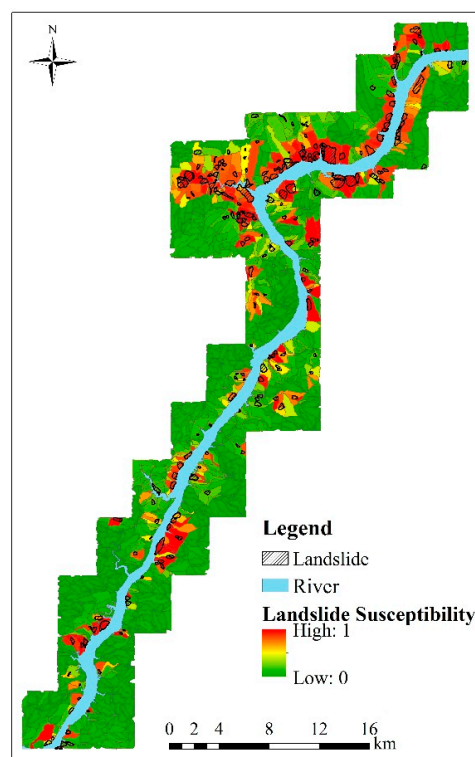 N
Legend
Landslide
River
Landslide Susceptibility
High: 1
Low: 0
0 2 4 8 12 16
km